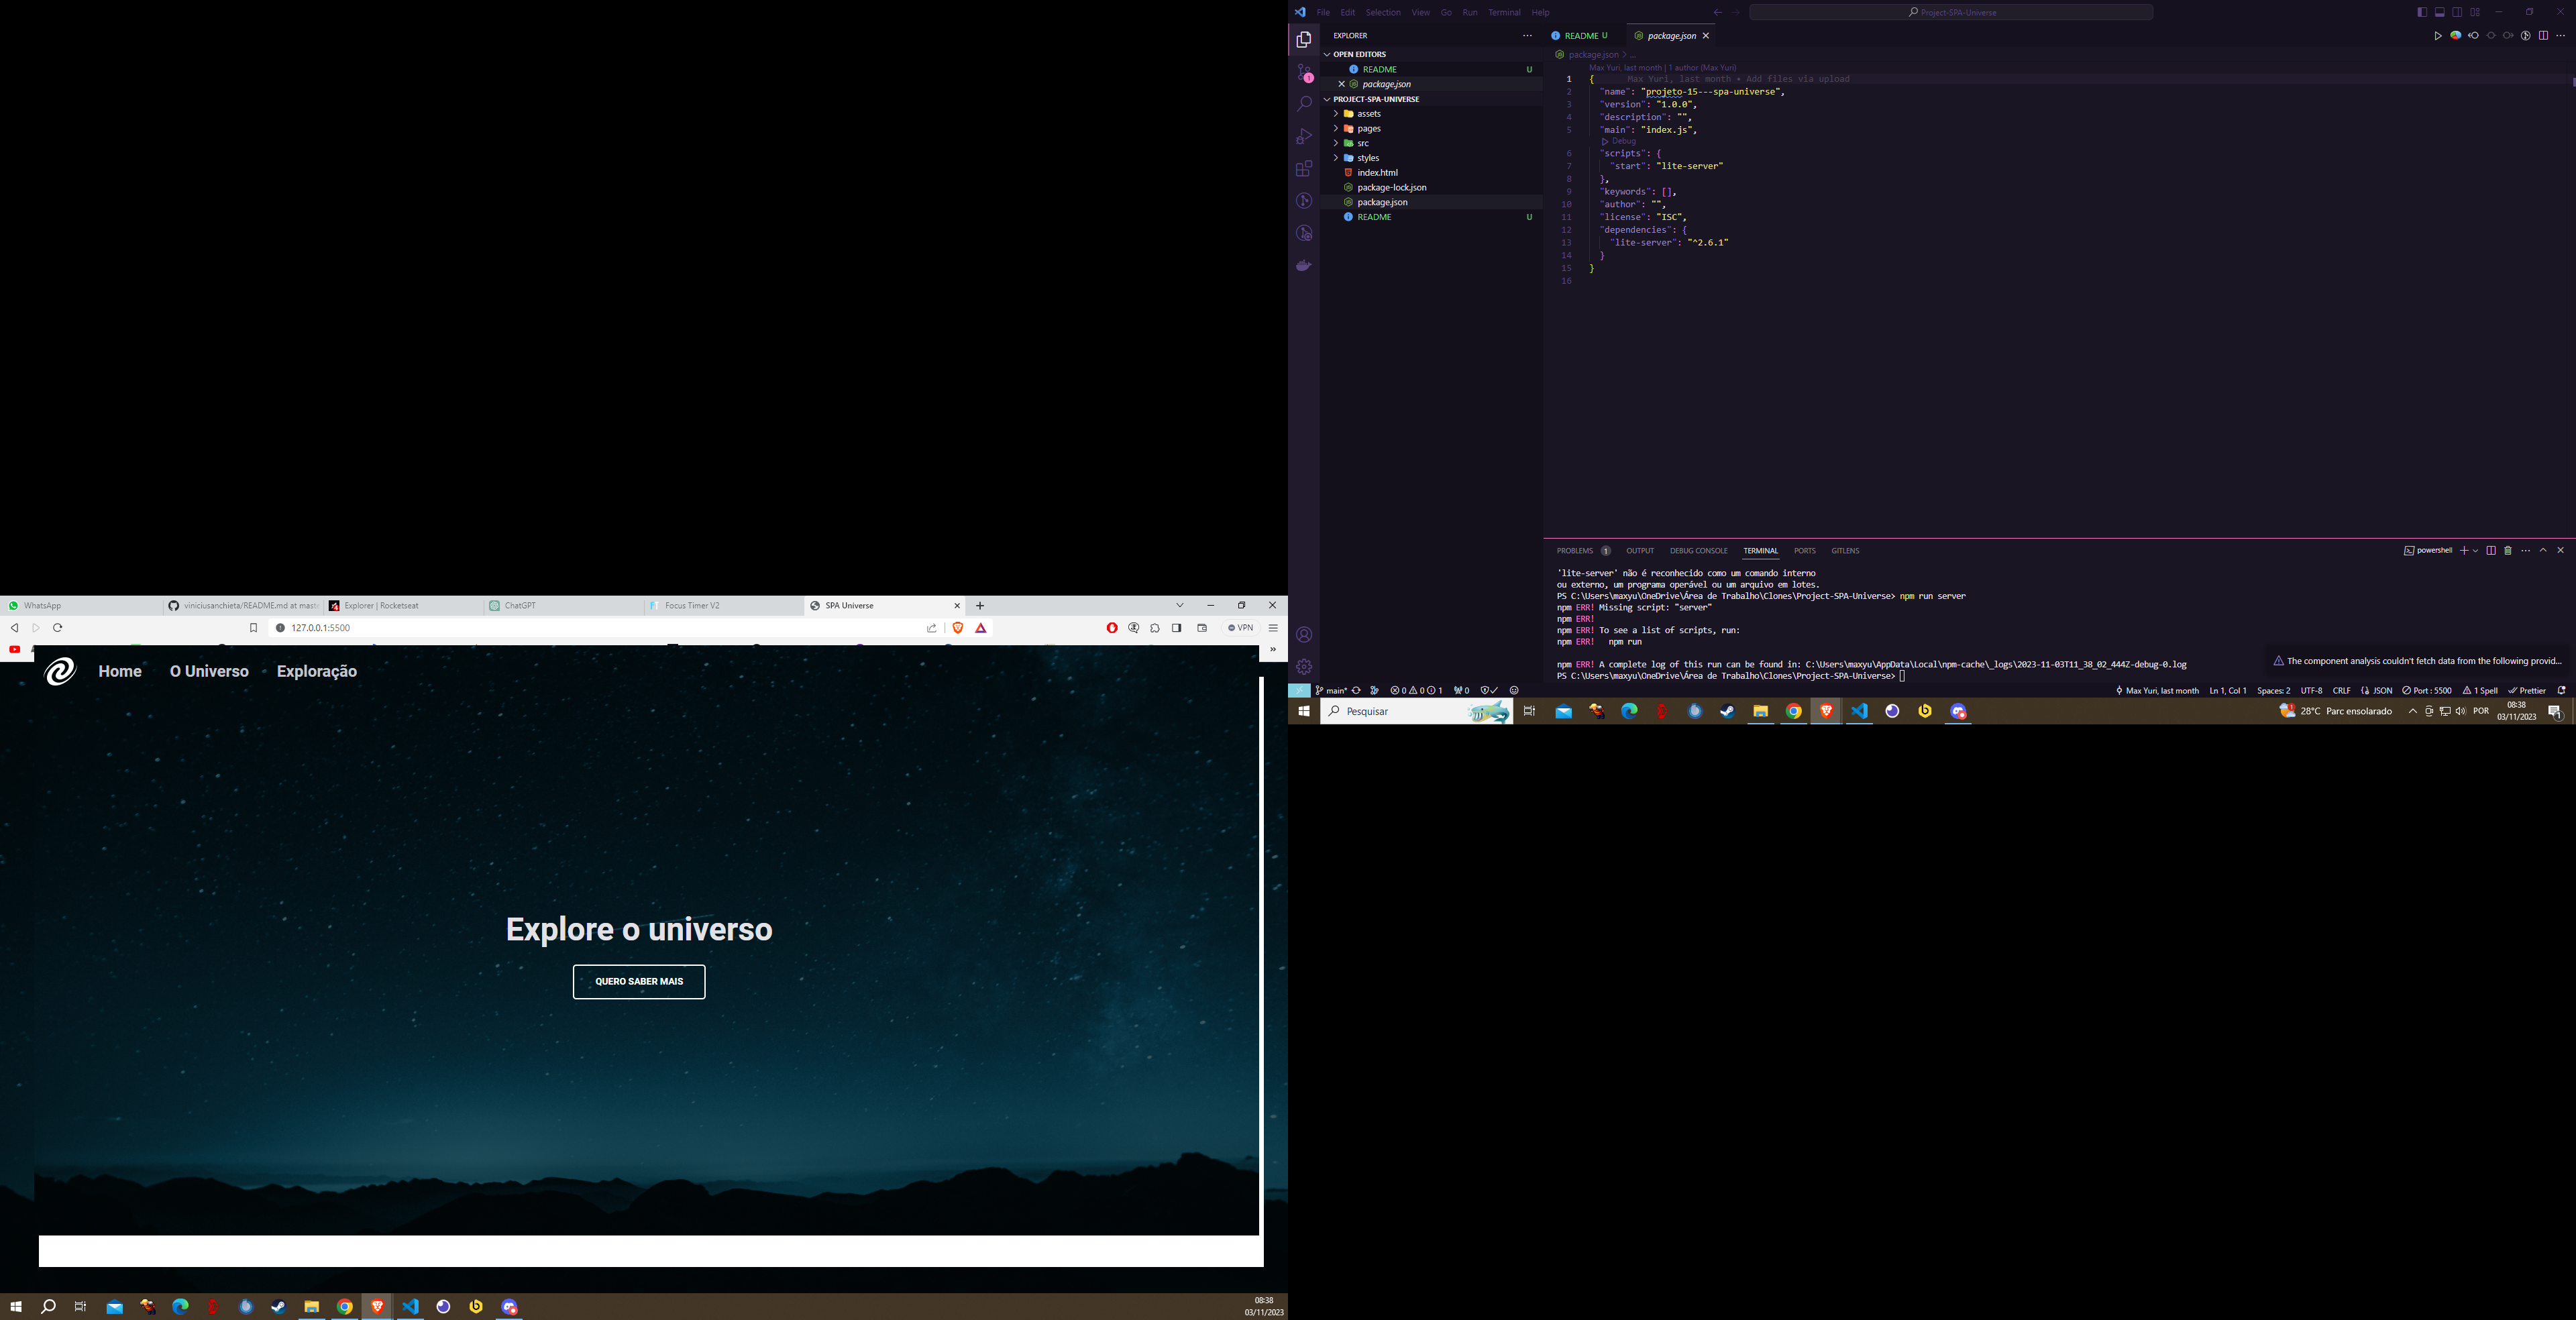 File Edit Selection View Go Run Terminal Help
Project-SPA-Universe
EXPLORER
OPEN EDITORS
README U
package.json
PROJECT-SPA-UNIVERSE
assets
pages
src
styles
index.html
package-lock.json
package.json
README U
1
README U
package.json
package.json > ...
Max Yuri, last month | 1 author (Max Yuri)
1 { Max Yuri, last month • Add files via upload
2 "name": "projeto-15---spa-universe",
3 "version": "1.0.0",
4 "description": "",
5 "main": "index.js",
Debug
6 "scripts": {
7 "start": "lite-server"
8 },
9 "keywords": [],
10 "author": "",
11 "license": "ISC",
12 "dependencies": {
13 "lite-server": "^2.6.1"
14 }
15 }
16
PROBLEMS 1 OUTPUT DEBUG CONSOLE TERMINAL PORTS GITLENS
powershell
'lite-server' não é reconhecido como um comando interno
ou externo, um programa operável ou um arquivo em lotes.
PS C:\Users\maxyu\OneDrive\Área de Trabalho\Clones\Project-SPA-Universe> npm run server
npm ERR! Missing script: "server"
npm ERR!
npm ERR! To see a list of scripts, run:
npm ERR!   npm run
npm ERR! A complete log of this run can be found in: C:\Users\maxyu\AppData\Local\npm-cache\_logs\2023-11-03T11_38_02_444Z-debug-0.log
PS C:\Users\maxyu\OneDrive\Área de Trabalho\Clones\Project-SPA-Universe>
The component analysis couldn't fetch data from the following provid...
main* 0 0 1 0
Max Yuri, last month Ln 1, Col 1 Spaces: 2 UTF-8 CRLF {} JSON Port : 5500 1 Spell Prettier
Pesquisar
28°C Parc ensolarado
POR
08:38
03/11/2023
1
WhatsApp
viniciusanchieta/README.md at maste
Explorer | Rocketseat
ChatGPT
Focus Timer V2
SPA Universe
127.0.0.1:5500
VPN
Home O Universo Exploração
Explore o universo
QUERO SABER MAIS
08:38
03/11/2023